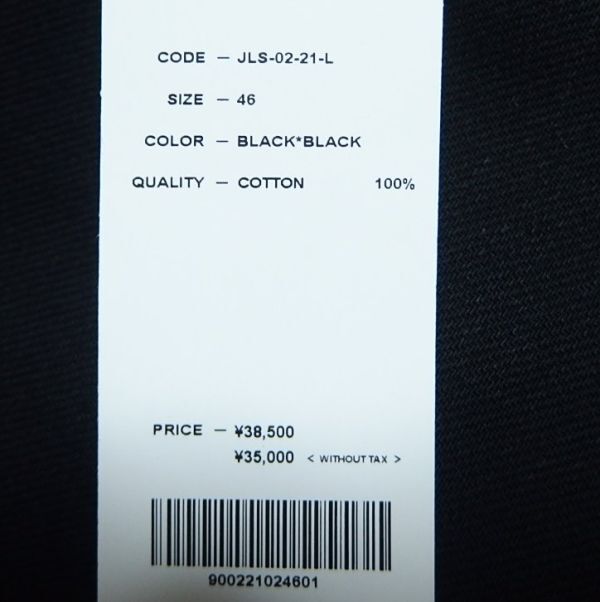 CODE — JLS-02-21-L
SIZE — 46
COLOR — BLACK*BLACK
QUALITY — COTTON 100%
PRICE — ¥38,500
¥35,000 < WITHOUT TAX >
900221024601